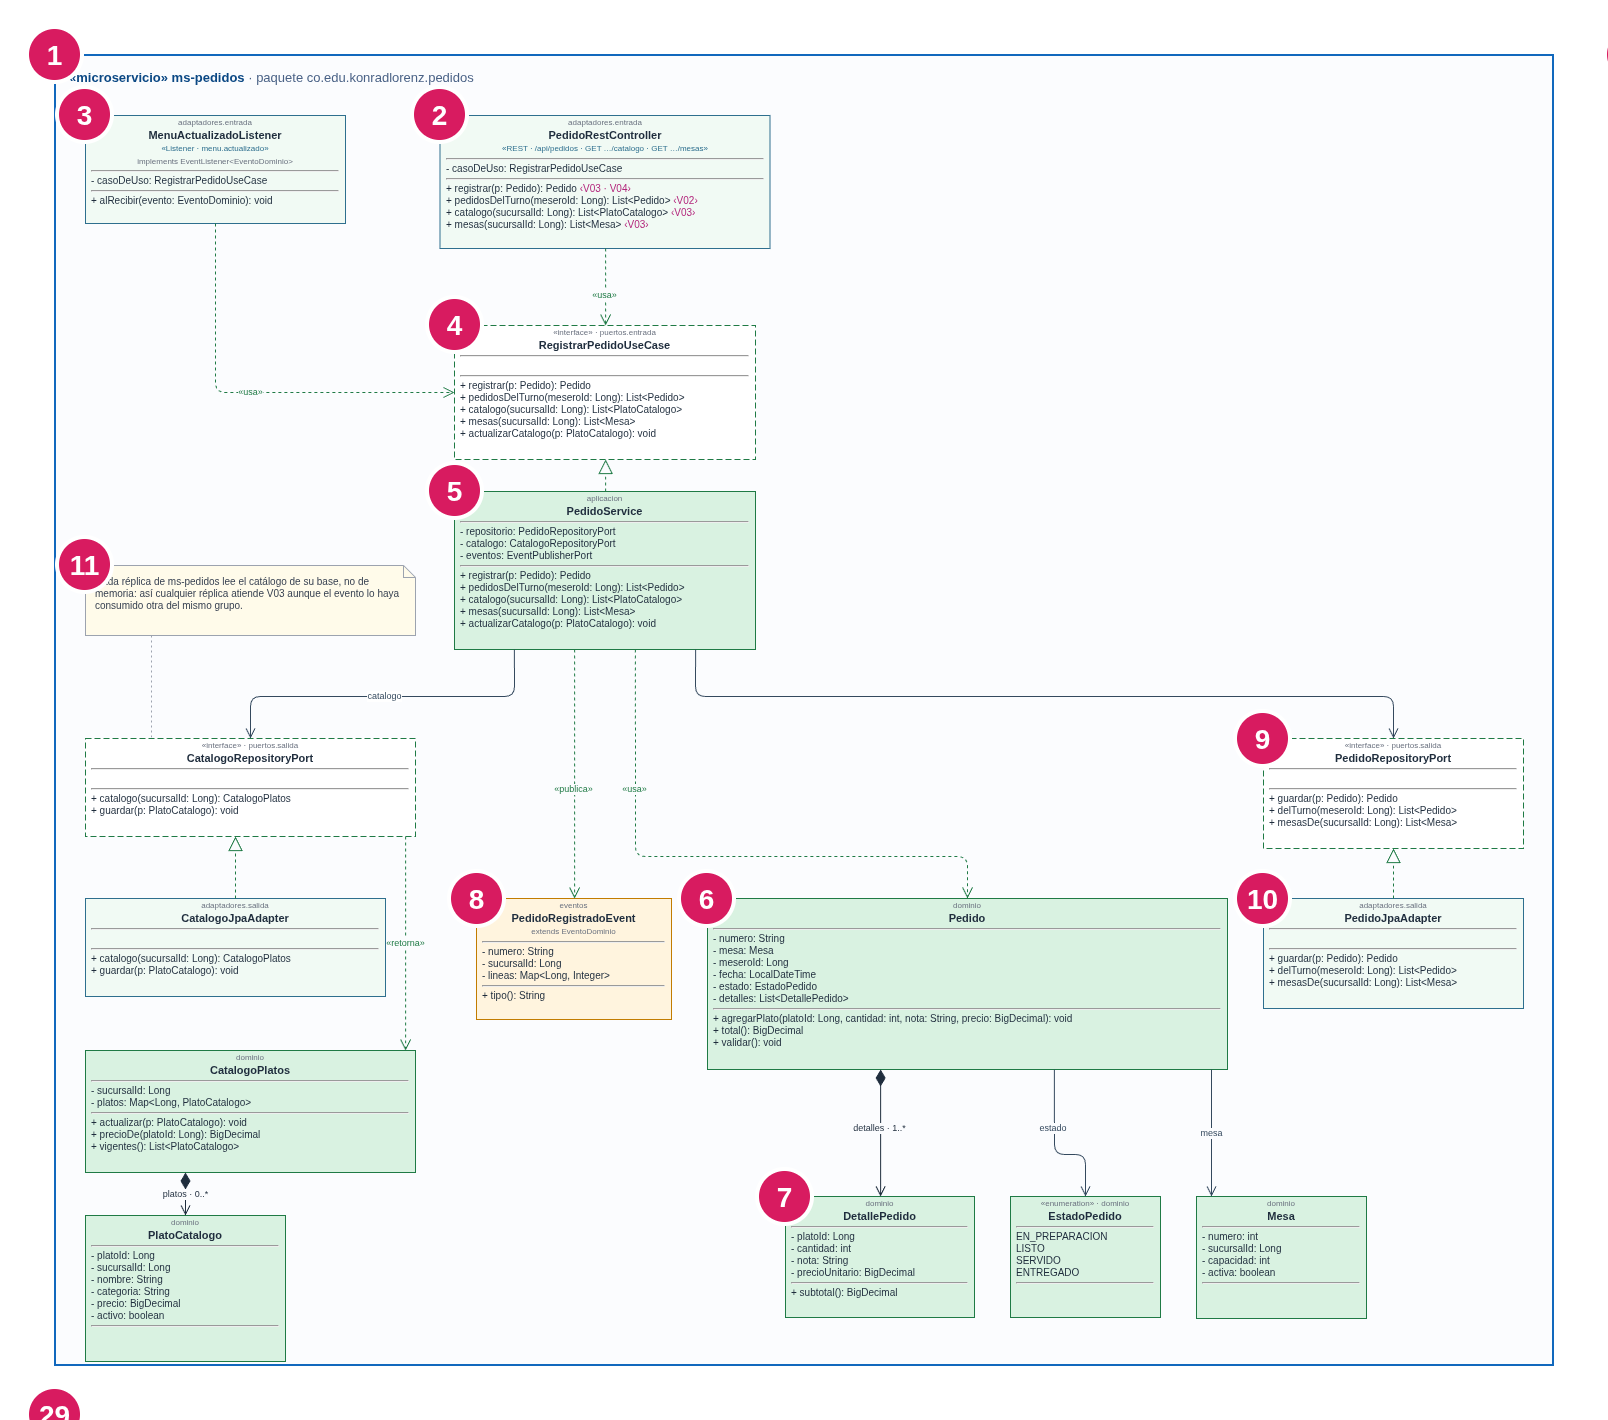 1
«microservicio» ms-pedidos · paquete co.edu.konradlorenz.pedidos
3
adaptadores.entrada
MenuActualizadoListener
«Listener · menu.actualizado»
implements EventListener<EventoDominio>
- casoDeUso: RegistrarPedidoUseCase
+ alRecibir(evento: EventoDominio): void
2
adaptadores.entrada
PedidoRestController
«REST · /api/pedidos · GET …/catalogo · GET …/mesas»
- casoDeUso: RegistrarPedidoUseCase
+ registrar(p: Pedido): Pedido ‹V03 · V04›
+ pedidosDelTurno(meseroId: Long): List<Pedido> ‹V02›
+ catalogo(sucursalId: Long): List<PlatoCatalogo> ‹V03›
+ mesas(sucursalId: Long): List<Mesa> ‹V03›
«usa»
4
«interface» · puertos.entrada
RegistrarPedidoUseCase
+ registrar(p: Pedido): Pedido
+ pedidosDelTurno(meseroId: Long): List<Pedido>
+ catalogo(sucursalId: Long): List<PlatoCatalogo>
+ mesas(sucursalId: Long): List<Mesa>
+ actualizarCatalogo(p: PlatoCatalogo): void
«usa»
5
aplicacion
PedidoService
- repositorio: PedidoRepositoryPort
- catalogo: CatalogoRepositoryPort
- eventos: EventPublisherPort
+ registrar(p: Pedido): Pedido
+ pedidosDelTurno(meseroId: Long): List<Pedido>
+ catalogo(sucursalId: Long): List<PlatoCatalogo>
+ mesas(sucursalId: Long): List<Mesa>
+ actualizarCatalogo(p: PlatoCatalogo): void
11
réplica de ms-pedidos lee el catálogo de su base, no de
memoria: así cualquier réplica atiende V03 aunque el evento lo haya
consumido otra del mismo grupo.
catalogo
«interface» · puertos.salida
CatalogoRepositoryPort
+ catalogo(sucursalId: Long): CatalogoPlatos
+ guardar(p: PlatoCatalogo): void
«publica»
«usa»
9
«interface» · puertos.salida
PedidoRepositoryPort
+ guardar(p: Pedido): Pedido
+ delTurno(meseroId: Long): List<Pedido>
+ mesasDe(sucursalId: Long): List<Mesa>
adaptadores.salida
CatalogoJpaAdapter
+ catalogo(sucursalId: Long): CatalogoPlatos
+ guardar(p: PlatoCatalogo): void
«retorna»
8
eventos
PedidoRegistradoEvent
extends EventoDominio
- numero: String
- sucursalId: Long
- lineas: Map<Long, Integer>
+ tipo(): String
6
dominio
Pedido
- numero: String
- mesa: Mesa
- meseroId: Long
- fecha: LocalDateTime
- estado: EstadoPedido
- detalles: List<DetallePedido>
+ agregarPlato(platoId: Long, cantidad: int, nota: String, precio: BigDecimal): void
+ total(): BigDecimal
+ validar(): void
10
adaptadores.salida
PedidoJpaAdapter
+ guardar(p: Pedido): Pedido
+ delTurno(meseroId: Long): List<Pedido>
+ mesasDe(sucursalId: Long): List<Mesa>
dominio
CatalogoPlatos
- sucursalId: Long
- platos: Map<Long, PlatoCatalogo>
+ actualizar(p: PlatoCatalogo): void
+ precioDe(platoId: Long): BigDecimal
+ vigentes(): List<PlatoCatalogo>
platos · 0..*
dominio
PlatoCatalogo
- platoId: Long
- sucursalId: Long
- nombre: String
- categoria: String
- precio: BigDecimal
- activo: boolean
detalles · 1..*
estado
mesa
7
dominio
DetallePedido
- platoId: Long
- cantidad: int
- nota: String
- precioUnitario: BigDecimal
+ subtotal(): BigDecimal
«enumeration» · dominio
EstadoPedido
EN_PREPARACION
LISTO
SERVIDO
ENTREGADO
dominio
Mesa
- numero: int
- sucursalId: Long
- capacidad: int
- activa: boolean
29